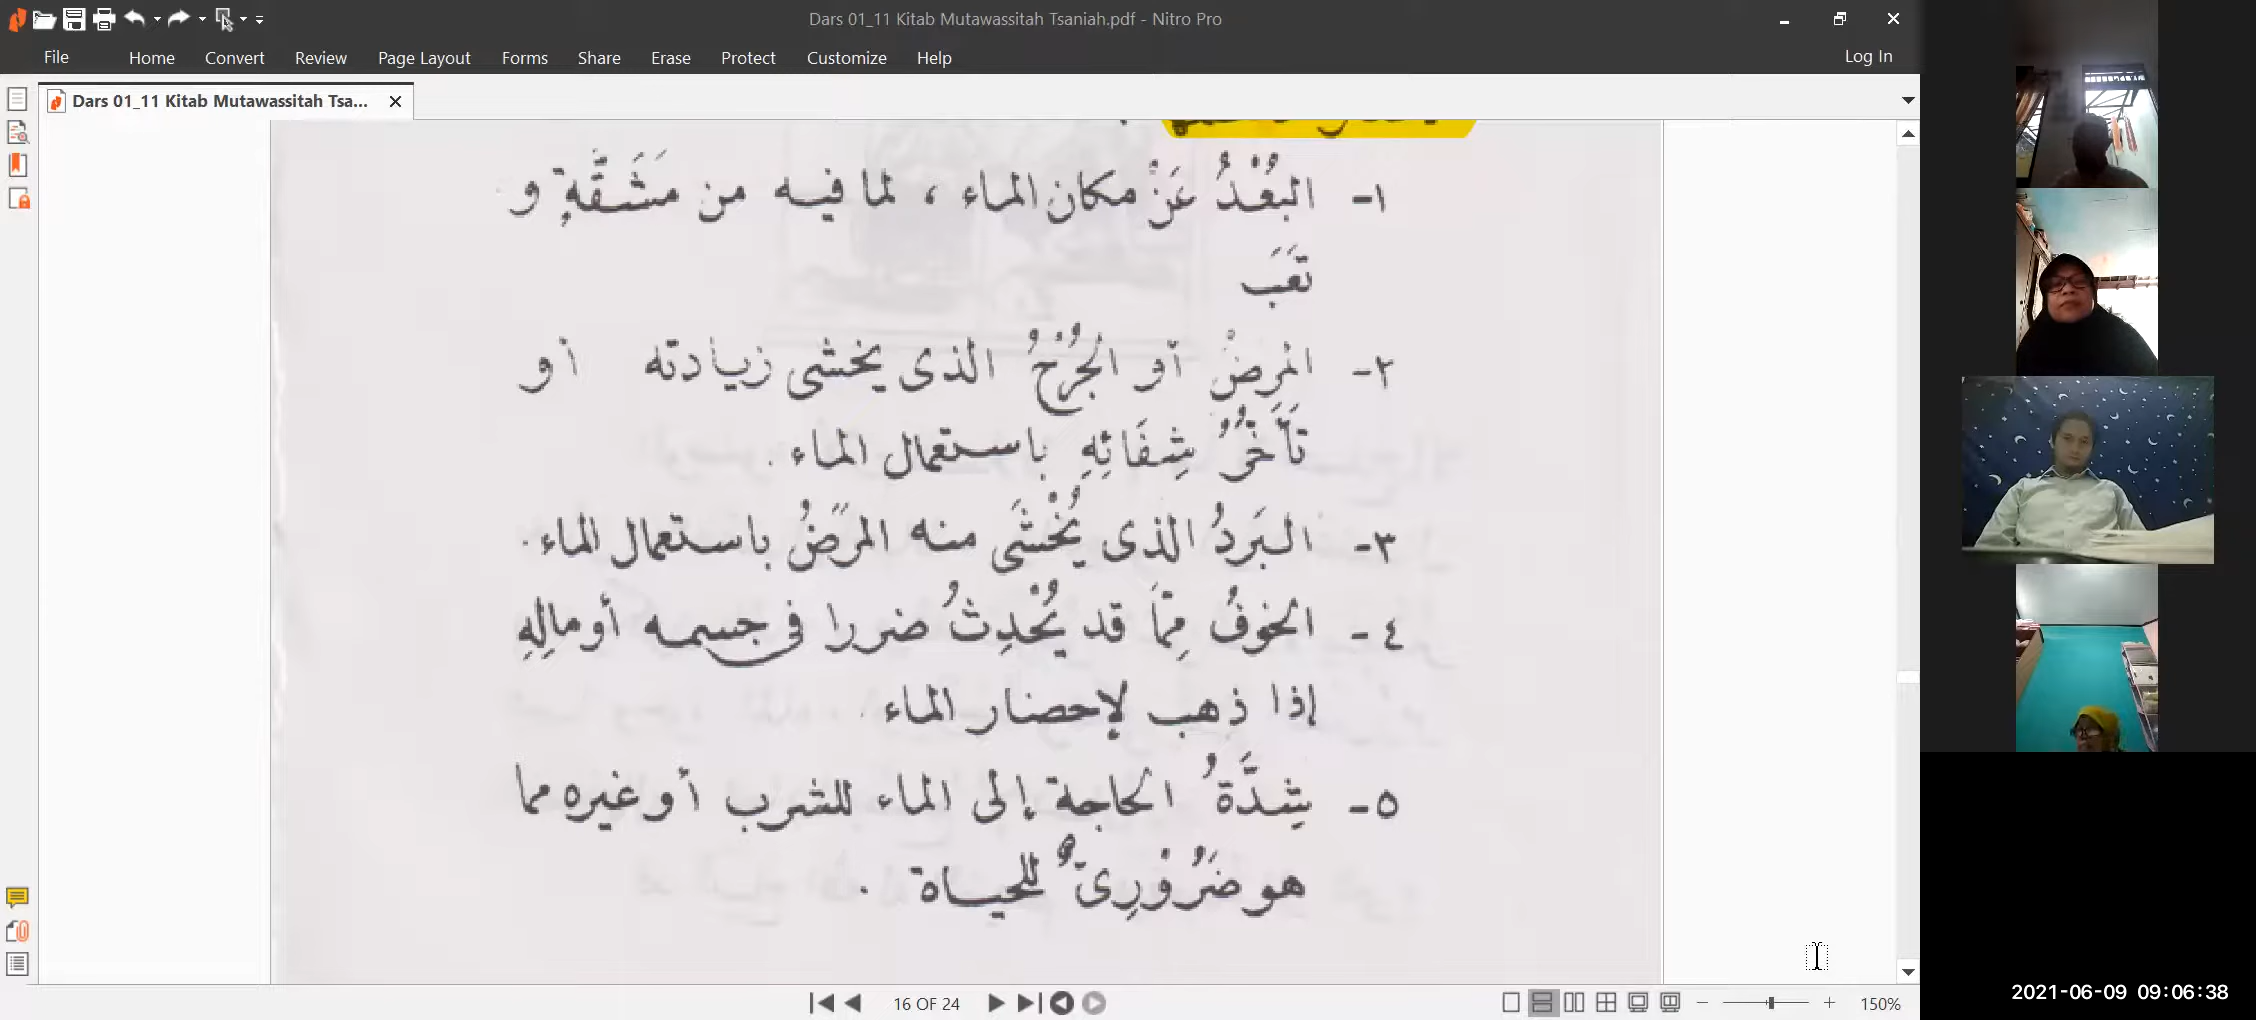 Dars 01_11 Kitab Mutawassitah Tsaniah.pdf - Nitro Pro
File Home Convert Review Page Layout Forms Share Erase Protect Customize Help Log In
Dars 01_11 Kitab Mutawassitah Tsa...
١- البُعْدُ عَنْ مكان الماء ، لما فيه من مَشَقَّةٍ و
تعَبَ
٢- المرضُ أو الجُرْحُ الذى يخشى زيادته أو
تَأَخُّرُ شِفَائِهِ باستعمال الماء .
٣- البَردُ الذى يُخْشَى منه المرَضُ باستعمال الماء .
٤- الخوفُ مِمَّا قد يُحْدِثُ ضررا فى جسمه أو مالِهِ
إذا ذهب لإحضار الماء .
٥- شِدَّةُ الحاجة إلى الماء للشرب أو غيره مما
هو ضَرُوْرِىٌّ للحياة .
16 OF 24
150%
2021-06-09 09:06:38